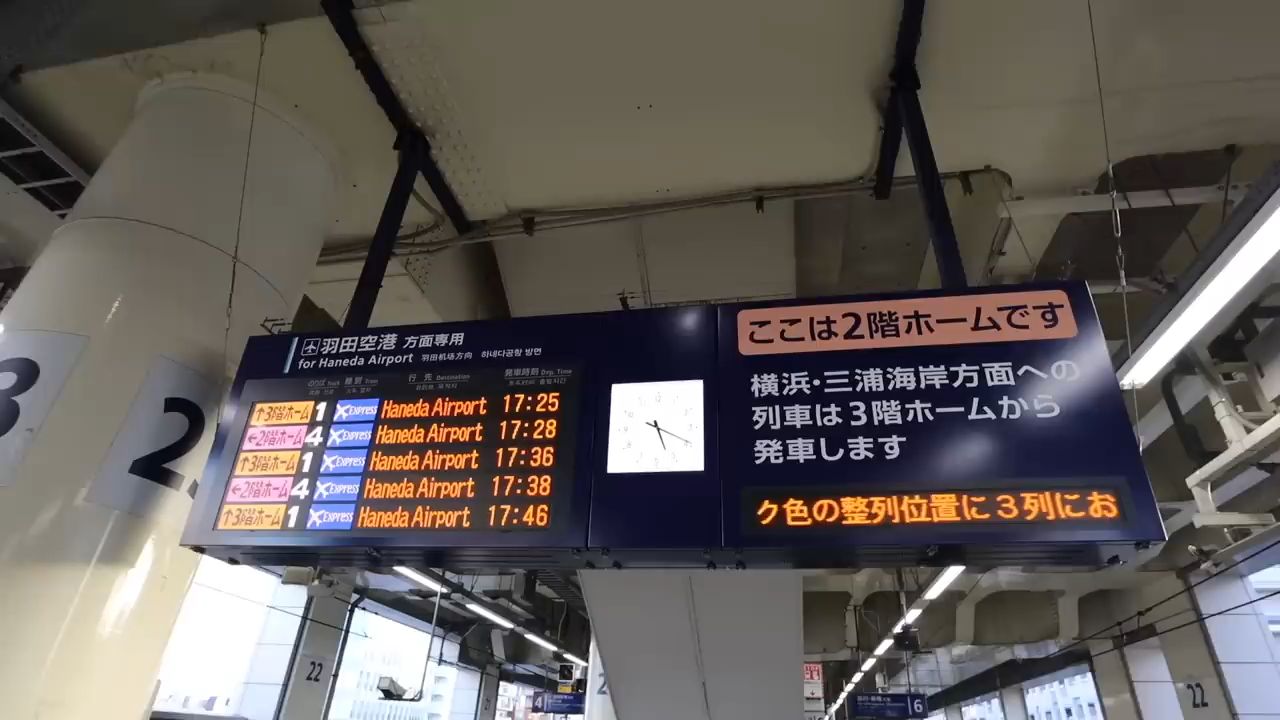 羽田空港 方面専用
for Haneda Airport 羽田机场方向 하네다공항 방면
のりば Track 種別 Train 行先 Destination 発車時刻 Dep. Time
↑3階ホーム 1 Express Haneda Airport 17:25
←2階ホーム 4 Express Haneda Airport 17:28
↑3階ホーム 1 Express Haneda Airport 17:36
←2階ホーム 4 Express Haneda Airport 17:38
↑3階ホーム 1 Express Haneda Airport 17:46
ここは2階ホームです
横浜・三浦海岸方面への
列車は3階ホームから
発車します
ク色の整列位置に3列にお
3
2
22
4
6
22